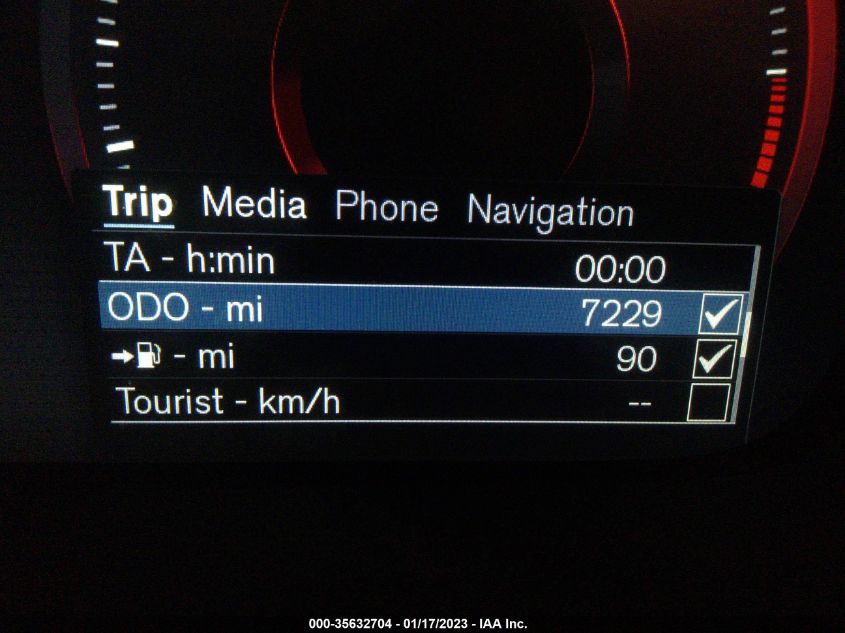 Trip Media Phone Navigation
TA - h:min 00:00
ODO - mi 7229
- mi 90
Tourist - km/h --
000-35632704 - 01/17/2023 - IAA Inc.